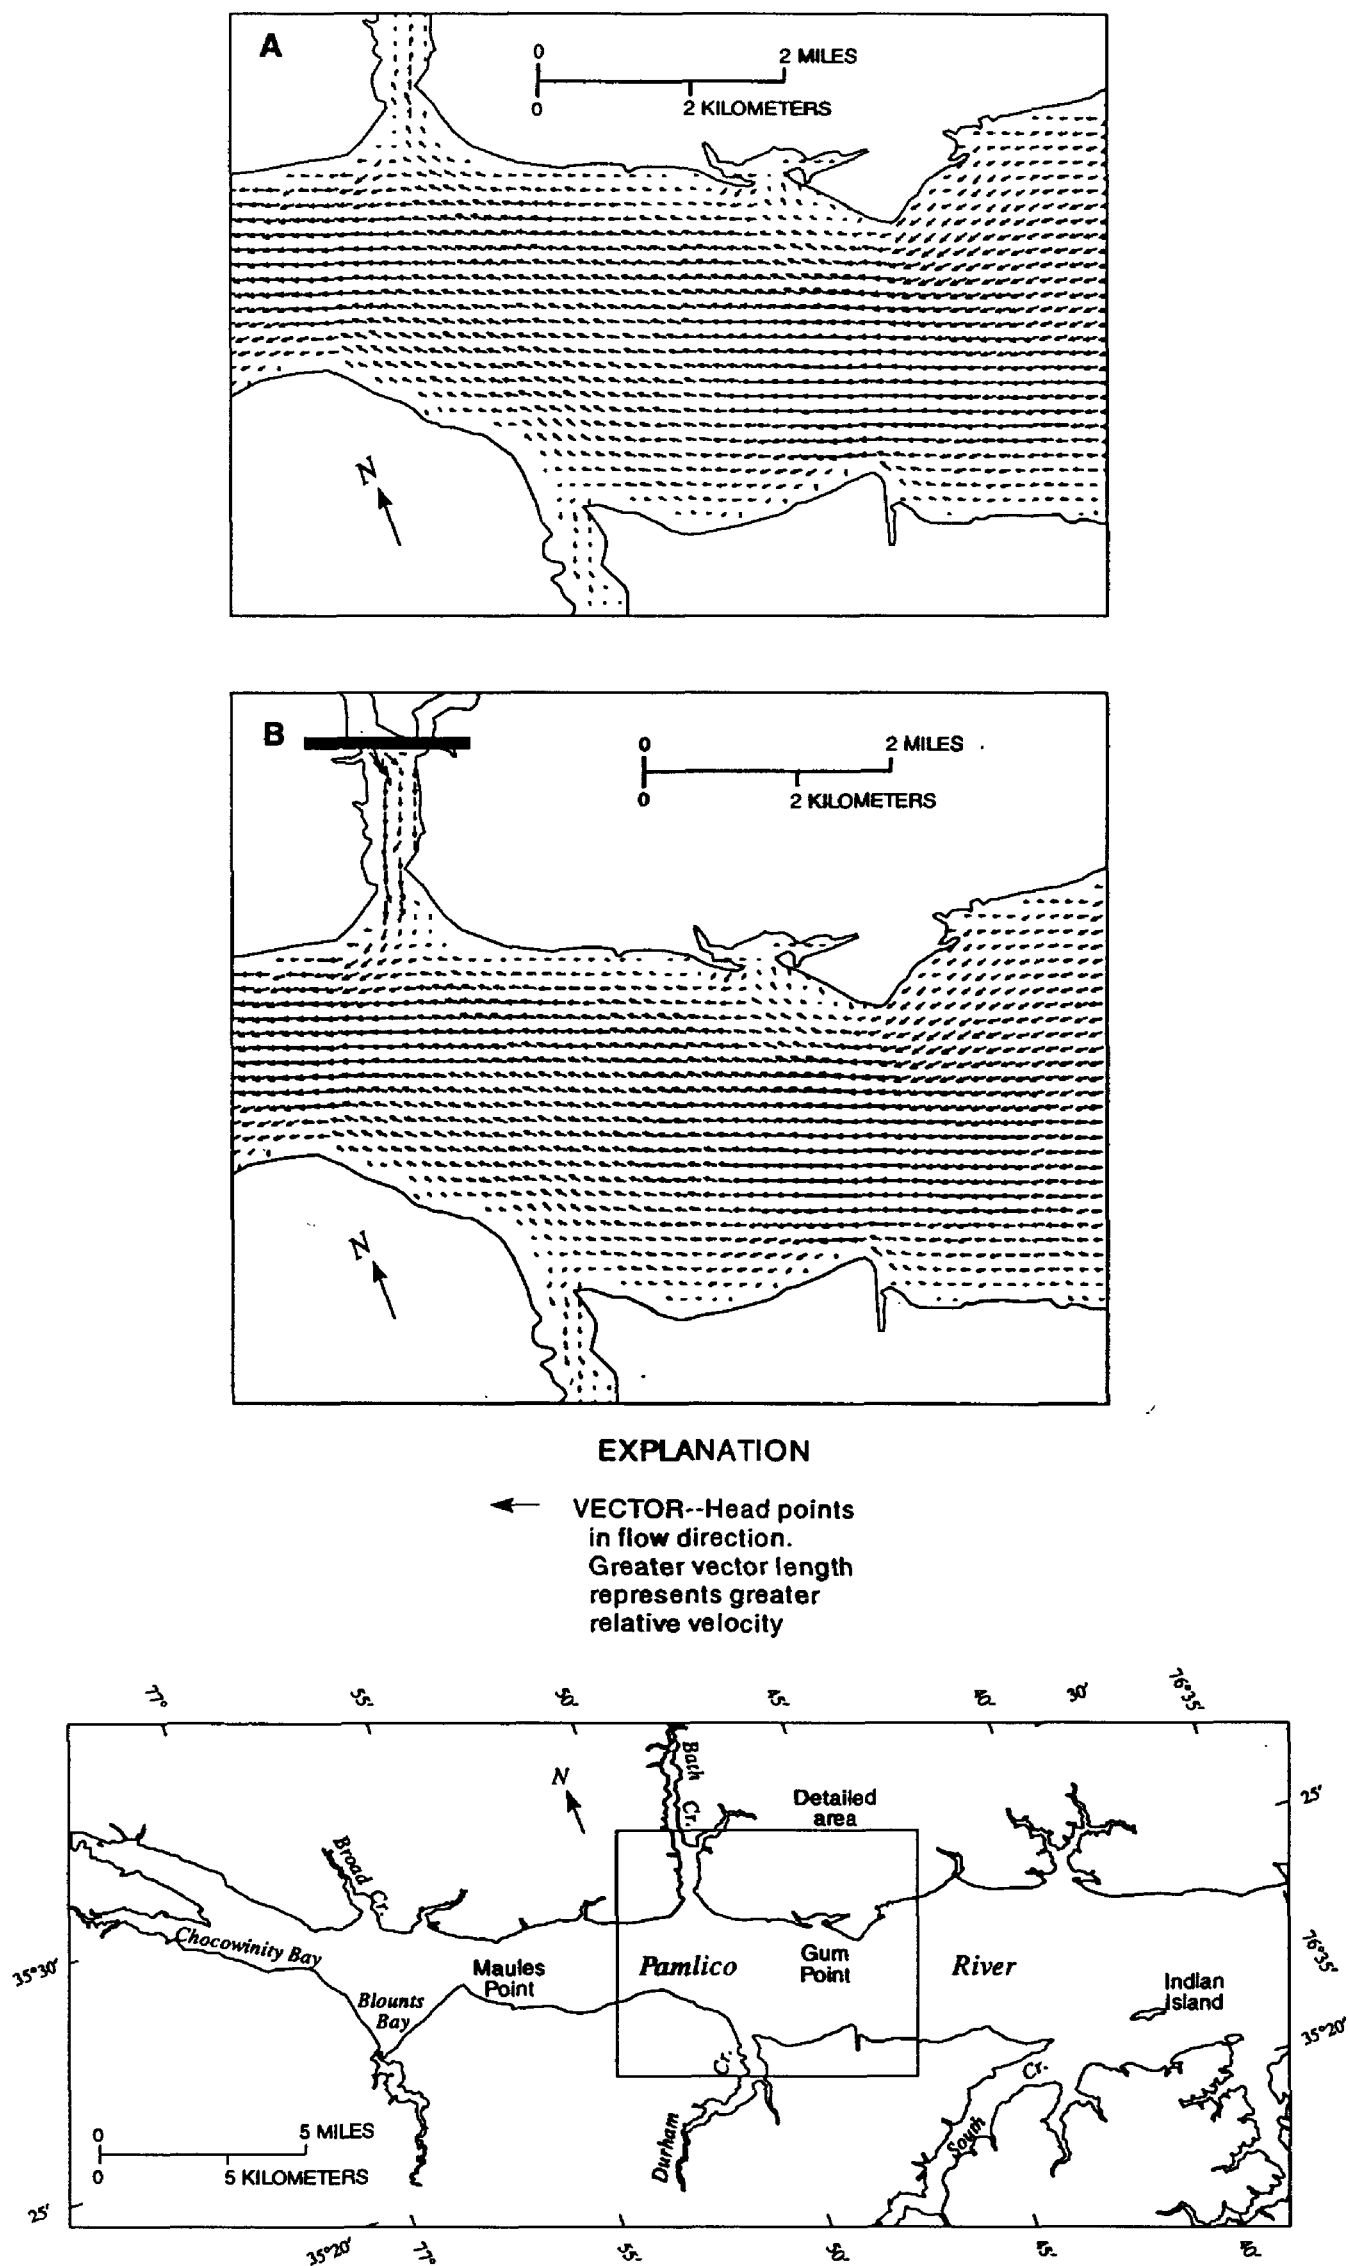 A
0
2 MILES
0
2 KILOMETERS
N
B
0
2 MILES
0
2 KILOMETERS
N
EXPLANATION
VECTOR--Head points
in flow direction.
Greater vector length
represents greater
relative velocity
77°
55'
50'
45'
40'
30'
76°35'
N
Bath
Cr.
Detailed
area
25'
Broad Cr.
Chocowinity Bay
Maules
Point
Pamlico
Gum
Point
River
76°35'
35°30'
Blounts
Bay
Indian
Island
35°20'
Cr.
Cr.
0
5 MILES
0
5 KILOMETERS
Durham
South
25'
35°20'
77°
55'
50'
45'
40'